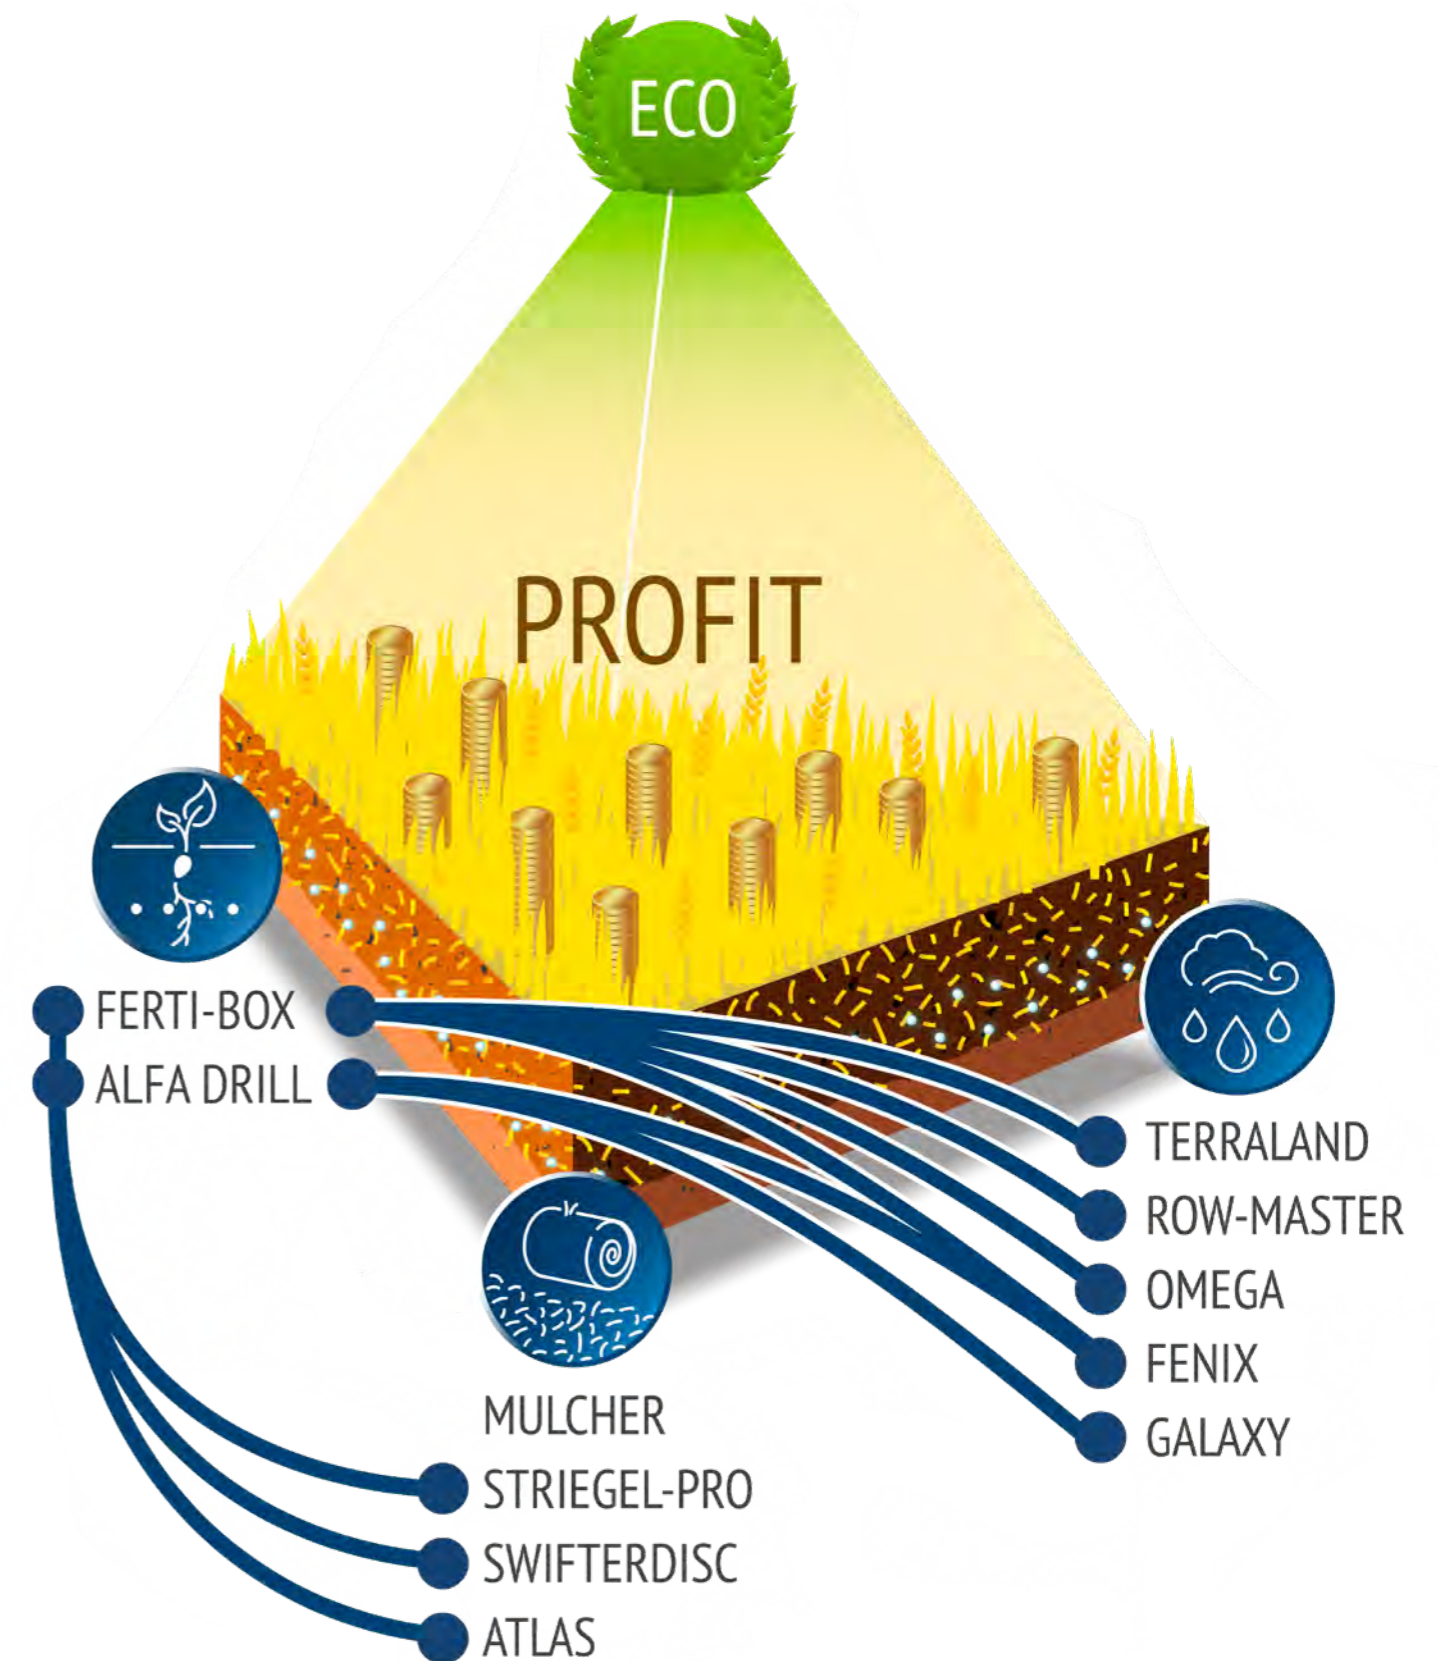 ECO
PROFIT
FERTI-BOX
ALFA DRILL
TERRALAND
ROW-MASTER
OMEGA
FENIX
GALAXY
MULCHER
STRIEGEL-PRO
SWIFTERDISC
ATLAS